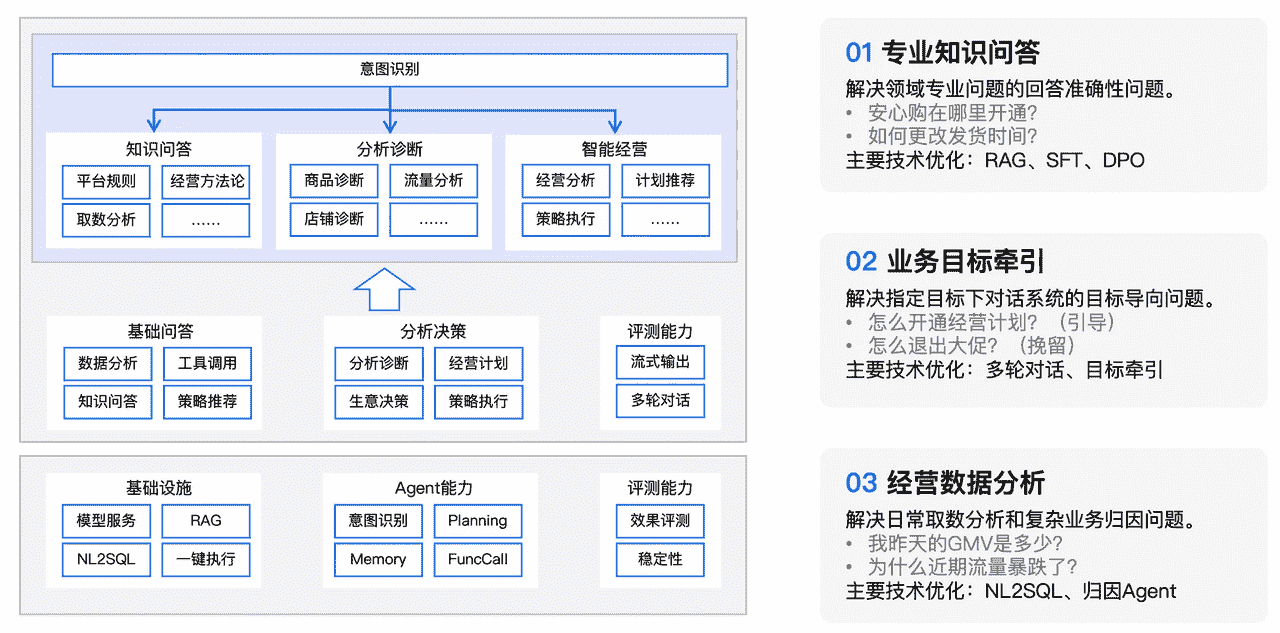 意图识别
知识问答
平台规则
经营方法论
取数分析
......
分析诊断
商品诊断
流量分析
店铺诊断
......
智能经营
经营分析
计划推荐
策略执行
......
基础问答
数据分析
工具调用
知识问答
策略推荐
分析决策
分析诊断
经营计划
生意决策
策略执行
评测能力
流式输出
多轮对话
基础设施
模型服务
RAG
NL2SQL
一键执行
Agent能力
意图识别
Planning
Memory
FuncCall
评测能力
效果评测
稳定性
01 专业知识问答
解决领域专业问题的回答准确性问题。
• 安心购在哪里开通？
• 如何更改发货时间？
主要技术优化：RAG、SFT、DPO
02 业务目标牵引
解决指定目标下对话系统的目标导向问题。
• 怎么开通经营计划？（引导）
• 怎么退出大促？（挽留）
主要技术优化：多轮对话、目标牵引
03 经营数据分析
解决日常取数分析和复杂业务归因问题。
• 我昨天的GMV是多少？
• 为什么近期流量暴跌了？
主要技术优化：NL2SQL、归因Agent